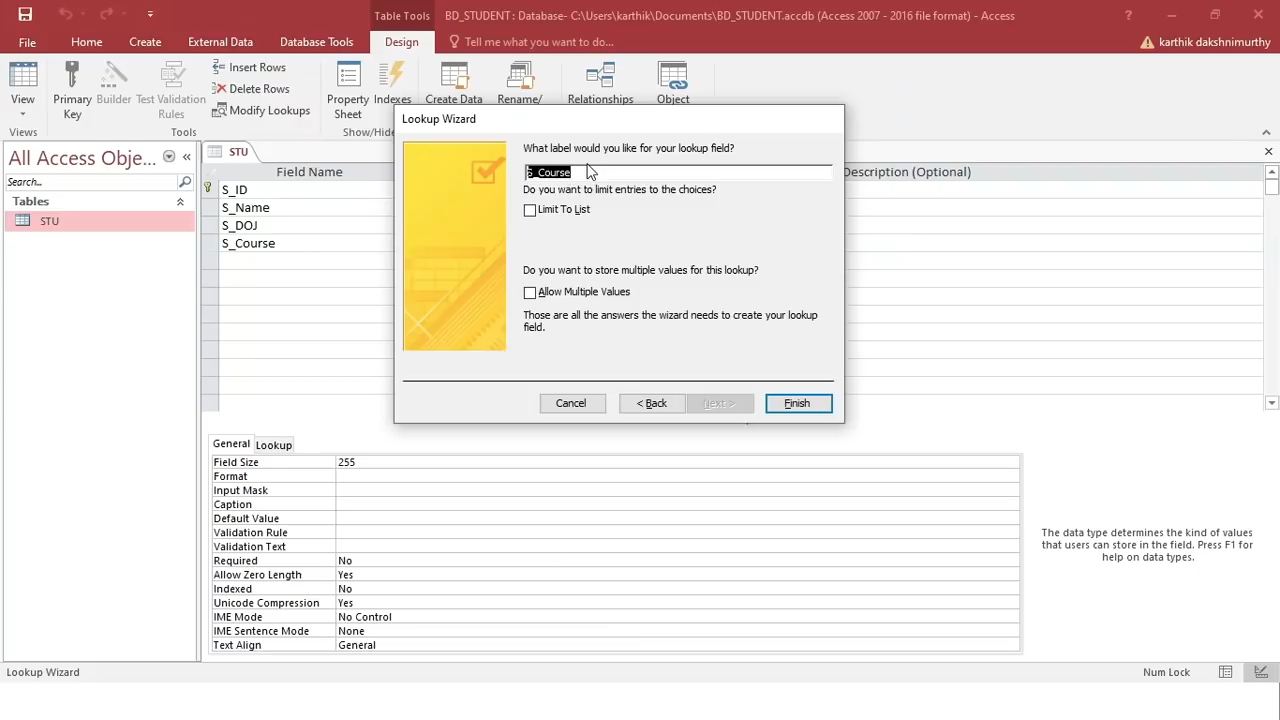 Table Tools
BD_STUDENT : Database- C:\Users\karthik\Documents\BD_STUDENT.accdb (Access 2007 - 2016 file format) - Access
?
File
Home
Create
External Data
Database Tools
Design
Tell me what you want to do...
karthik dakshnimurthy
View
Primary
Key
Builder
Test Validation
Rules
Insert Rows
Delete Rows
Modify Lookups
Property
Sheet
Indexes
Create Data
Rename/
Relationships
Object
Views
Tools
Show/Hide
All Access Obje...
Search...
Tables
STU
STU
Field Name
Description (Optional)
S_ID
S_Name
S_DOJ
S_Course
Lookup Wizard
What label would you like for your lookup field?
S_Course
Do you want to limit entries to the choices?
Limit To List
Do you want to store multiple values for this lookup?
Allow Multiple Values
Those are all the answers the wizard needs to create your lookup
field.
Cancel
< Back
Next >
Finish
General
Lookup
Field Size 255
Format
Input Mask
Caption
Default Value
Validation Rule
Validation Text
Required No
Allow Zero Length Yes
Indexed No
Unicode Compression Yes
IME Mode No Control
IME Sentence Mode None
Text Align General
The data type determines the kind of values
that users can store in the field. Press F1 for
help on data types.
Lookup Wizard
Num Lock